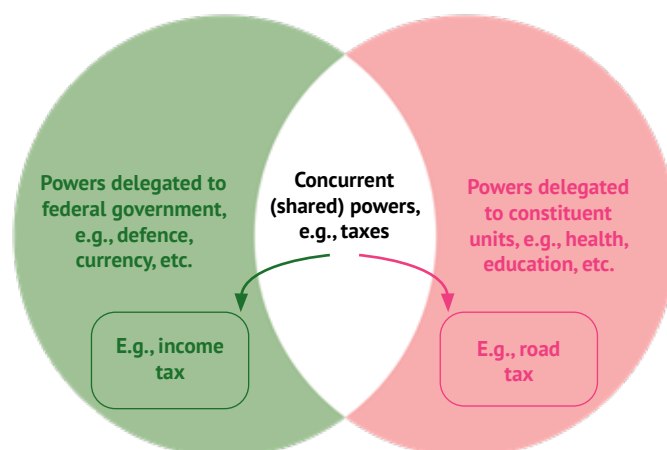 Powers delegated to
federal government,
e.g., defence,
currency, etc.
Concurrent
(shared) powers,
e.g., taxes
Powers delegated
to constituent
units, e.g., health,
education, etc.
E.g., income
tax
E.g., road
tax